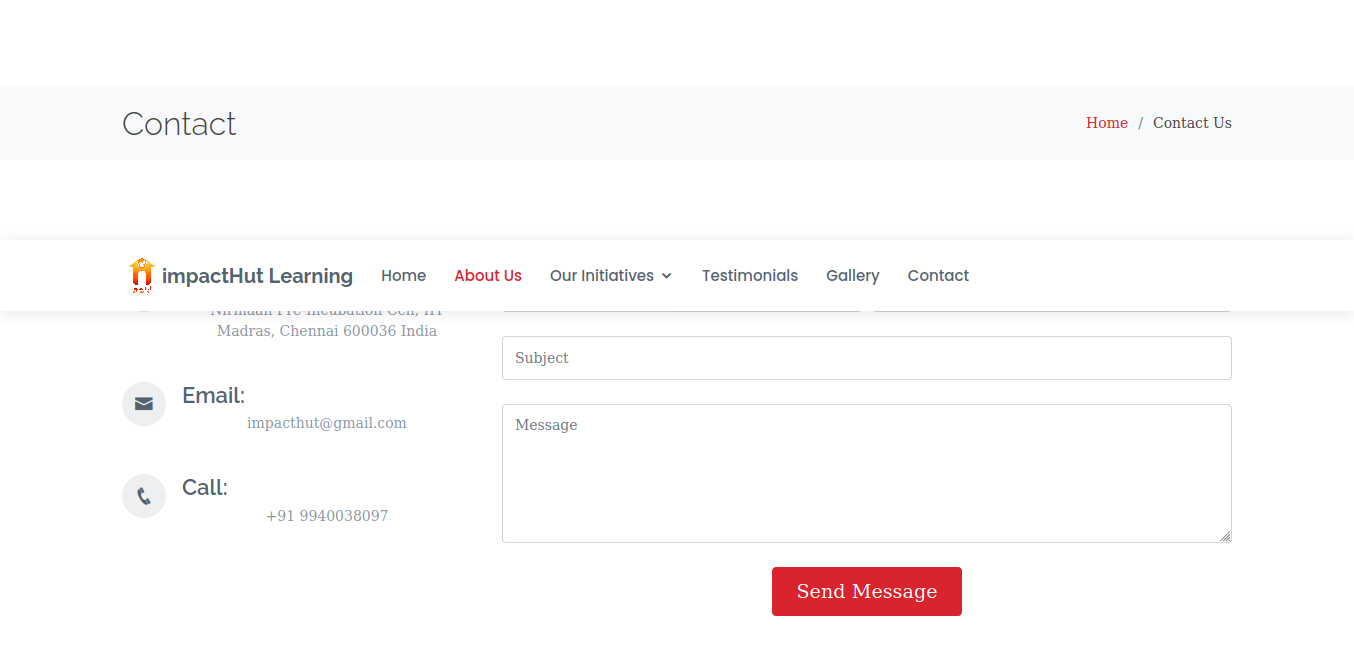 Contact
Home / Contact Us
impactHut Learning
Home
About Us
Our Initiatives
Testimonials
Gallery
Contact
Madras, Chennai 600036 India
Subject
Email:
impacthut@gmail.com
Message
Call:
+91 9940038097
Send Message